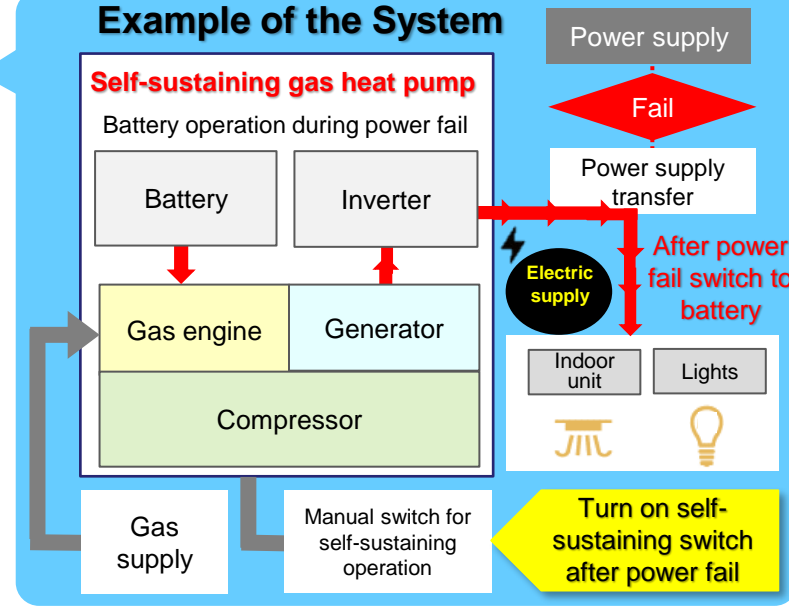 Example of the System
Power supply
Self-sustaining gas heat pump
Fail
Battery operation during power fail
Power supply
transfer
Battery
Inverter
After power
fail switch to
battery
Electric
supply
Gas engine
Generator
Indoor
unit
Lights
Compressor
Gas
supply
Manual switch for
self-sustaining
operation
Turn on self-
sustaining switch
after power fail